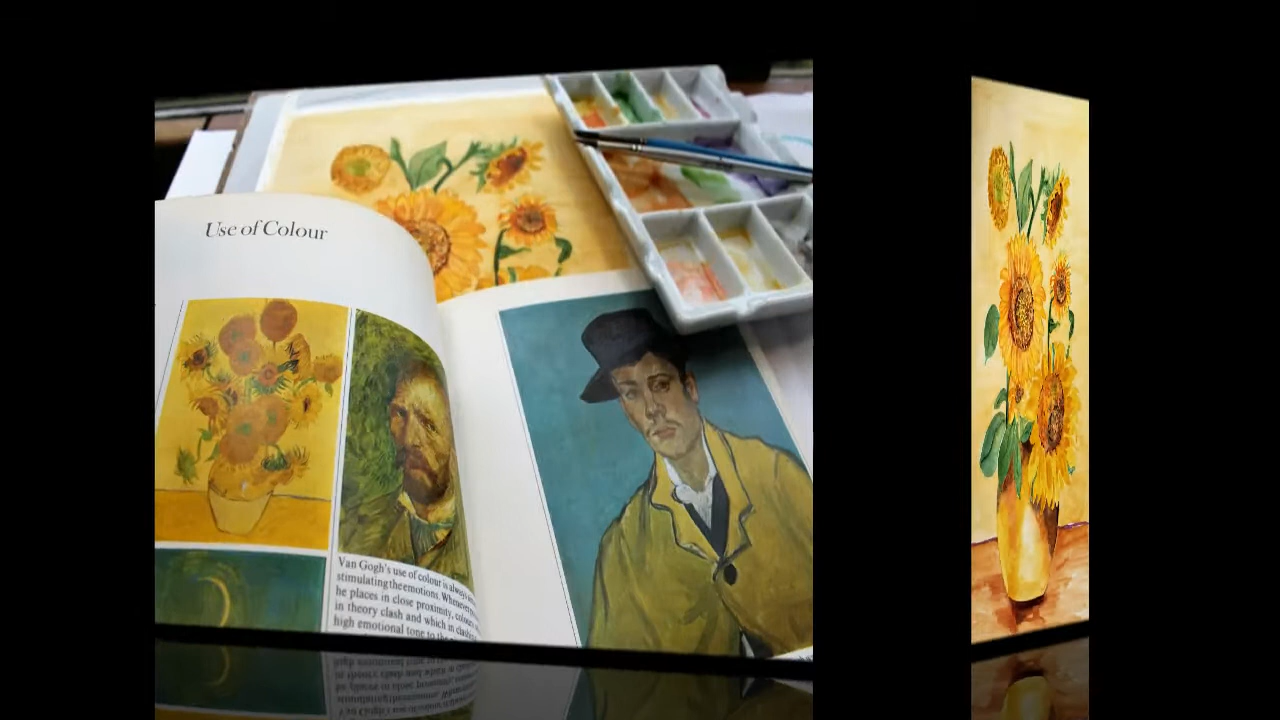 Use of Colour
Van Gogh's use of colour is always
stimulating the emotions. Whenever
he places in close proximity, colours
in theory clash and which in
high emotional tone to the